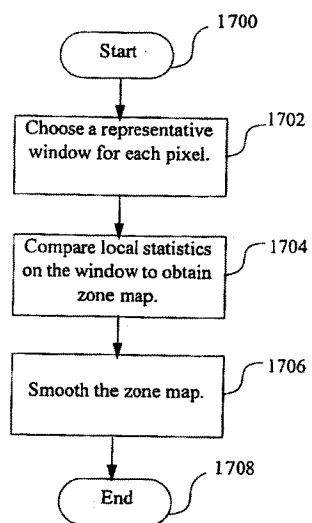 1700
Start
Choose a representative
window for each pixel.
1702
Compare local statistics
on the window to obtain
zone map.
1704
Smooth the zone map.
1706
1708
End